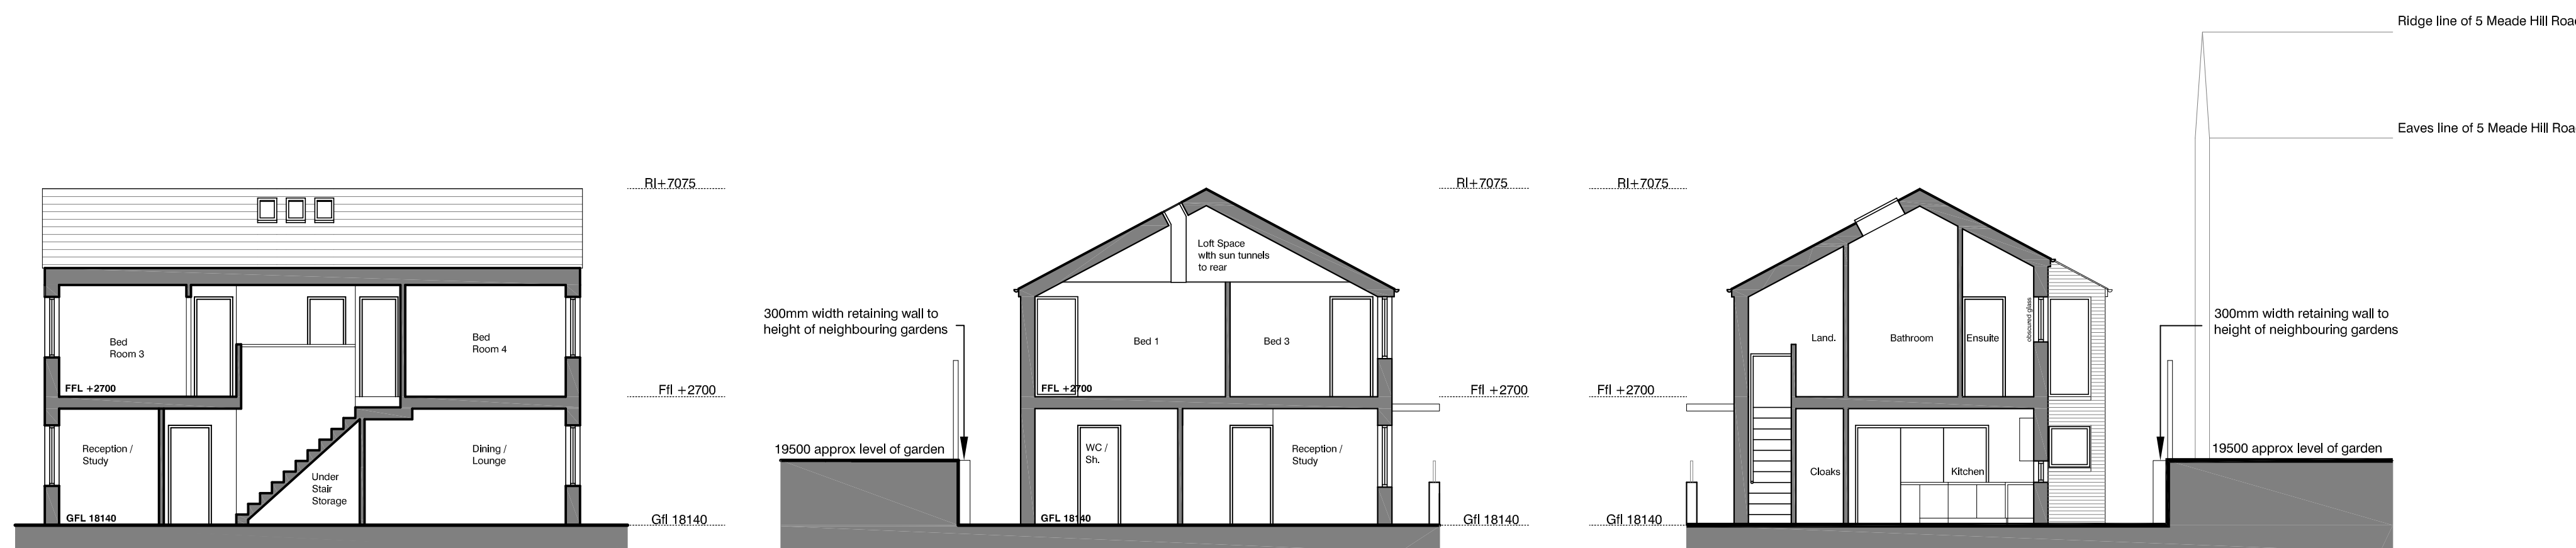 Ridge line of 5 Meade Hill Roa
Eaves line of 5 Meade Hill Roa
Rl+7075
Bed
Room 3
Bed
Room 4
FFL +2700
Ffl +2700
Reception /
Study
Under
Stair
Storage
Dining /
Lounge
GFL 18140
Gfl 18140
Rl+7075
Loft Space
with sun tunnels
to rear
300mm width retaining wall to
height of neighbouring gardens
Bed 1
Bed 3
FFL +2700
Ffl +2700
19500 approx level of garden
WC /
Sh.
Reception /
Study
GFL 18140
Gfl 18140
Rl+7075
obscured glass
300mm width retaining wall to
height of neighbouring gardens
Land.
Bathroom
Ensuite
Ffl +2700
19500 approx level of garden
Cloaks
Kitchen
Gfl 18140